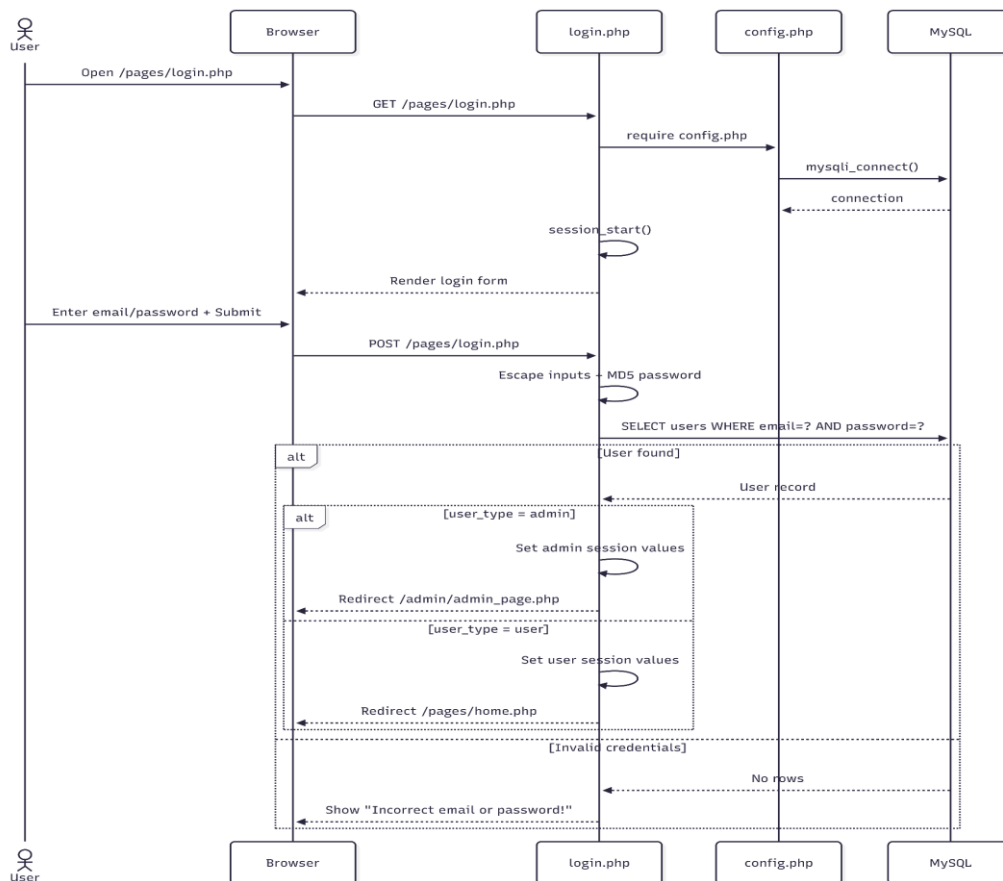 User
Browser
login.php
config.php
MySQL
Open /pages/login.php
GET /pages/login.php
require config.php
mysqli_connect()
connection
session_start()
Render login form
Enter email/password + Submit
POST /pages/login.php
Escape inputs + MD5 password
SELECT users WHERE email=? AND password=?
alt
[User found]
User record
alt
[user_type = admin]
Set admin session values
Redirect /admin/admin_page.php
[user_type = user]
Set user session values
Redirect /pages/home.php
[Invalid credentials]
No rows
Show "Incorrect email or password!"
User
Browser
login.php
config.php
MySQL